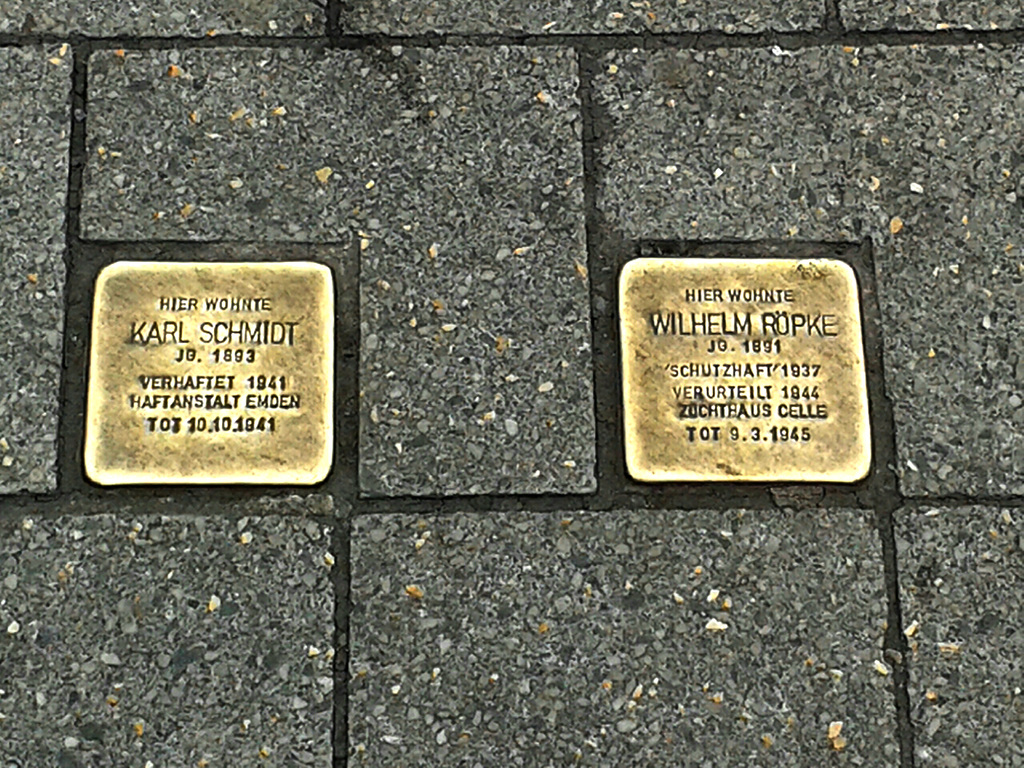 HIER WOHNTE
KARL SCHMIDT
JG. 1893
VERHAFTET 1941
HAFTANSTALT EMDEN
TOT 10.10.1941
HIER WOHNTE
WILHELM RÖPKE
JG. 1891
'SCHUTZHAFT' 1937
VERURTEILT 1944
ZUCHTHAUS CELLE
TOT 9.3.1945